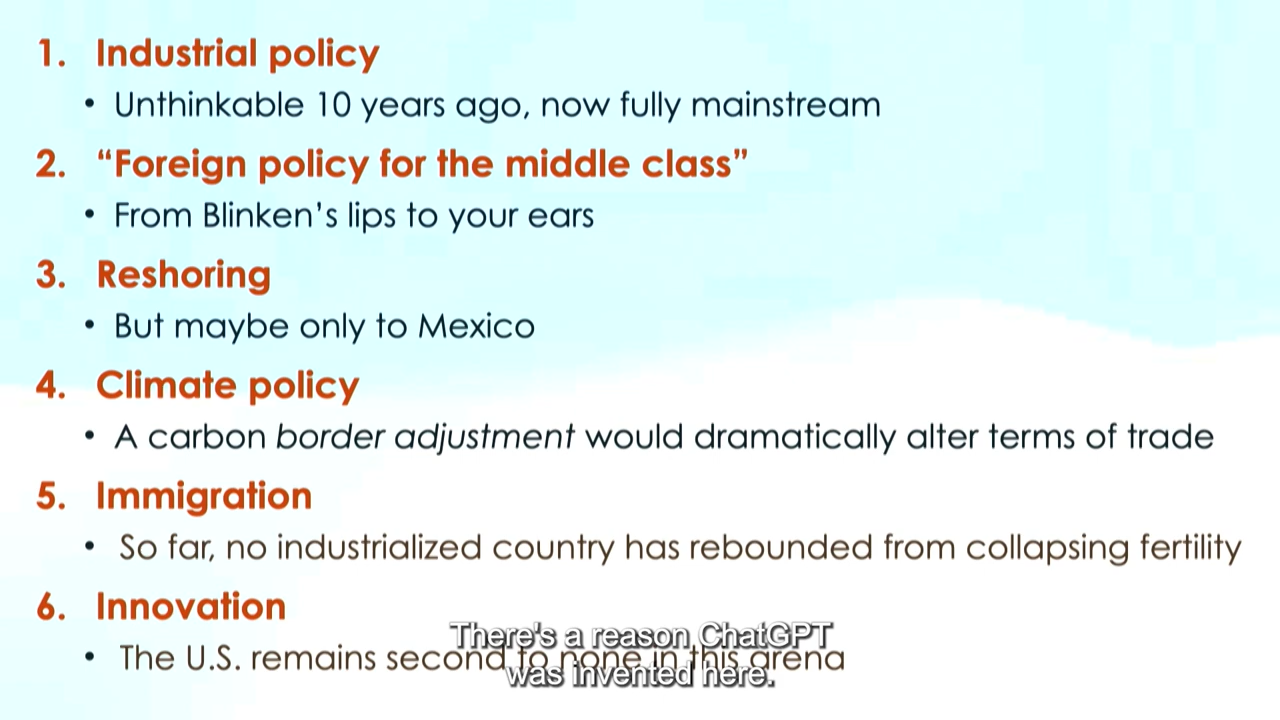 1. Industrial policy
• Unthinkable 10 years ago, now fully mainstream
2. “Foreign policy for the middle class”
• From Blinken’s lips to your ears
3. Reshoring
• But maybe only to Mexico
4. Climate policy
• A carbon border adjustment would dramatically alter terms of trade
5. Immigration
• So far, no industrialized country has rebounded from collapsing fertility
6. Innovation
• The U.S. remains second to none in this arena
There's a reason ChatGPT
was invented here.